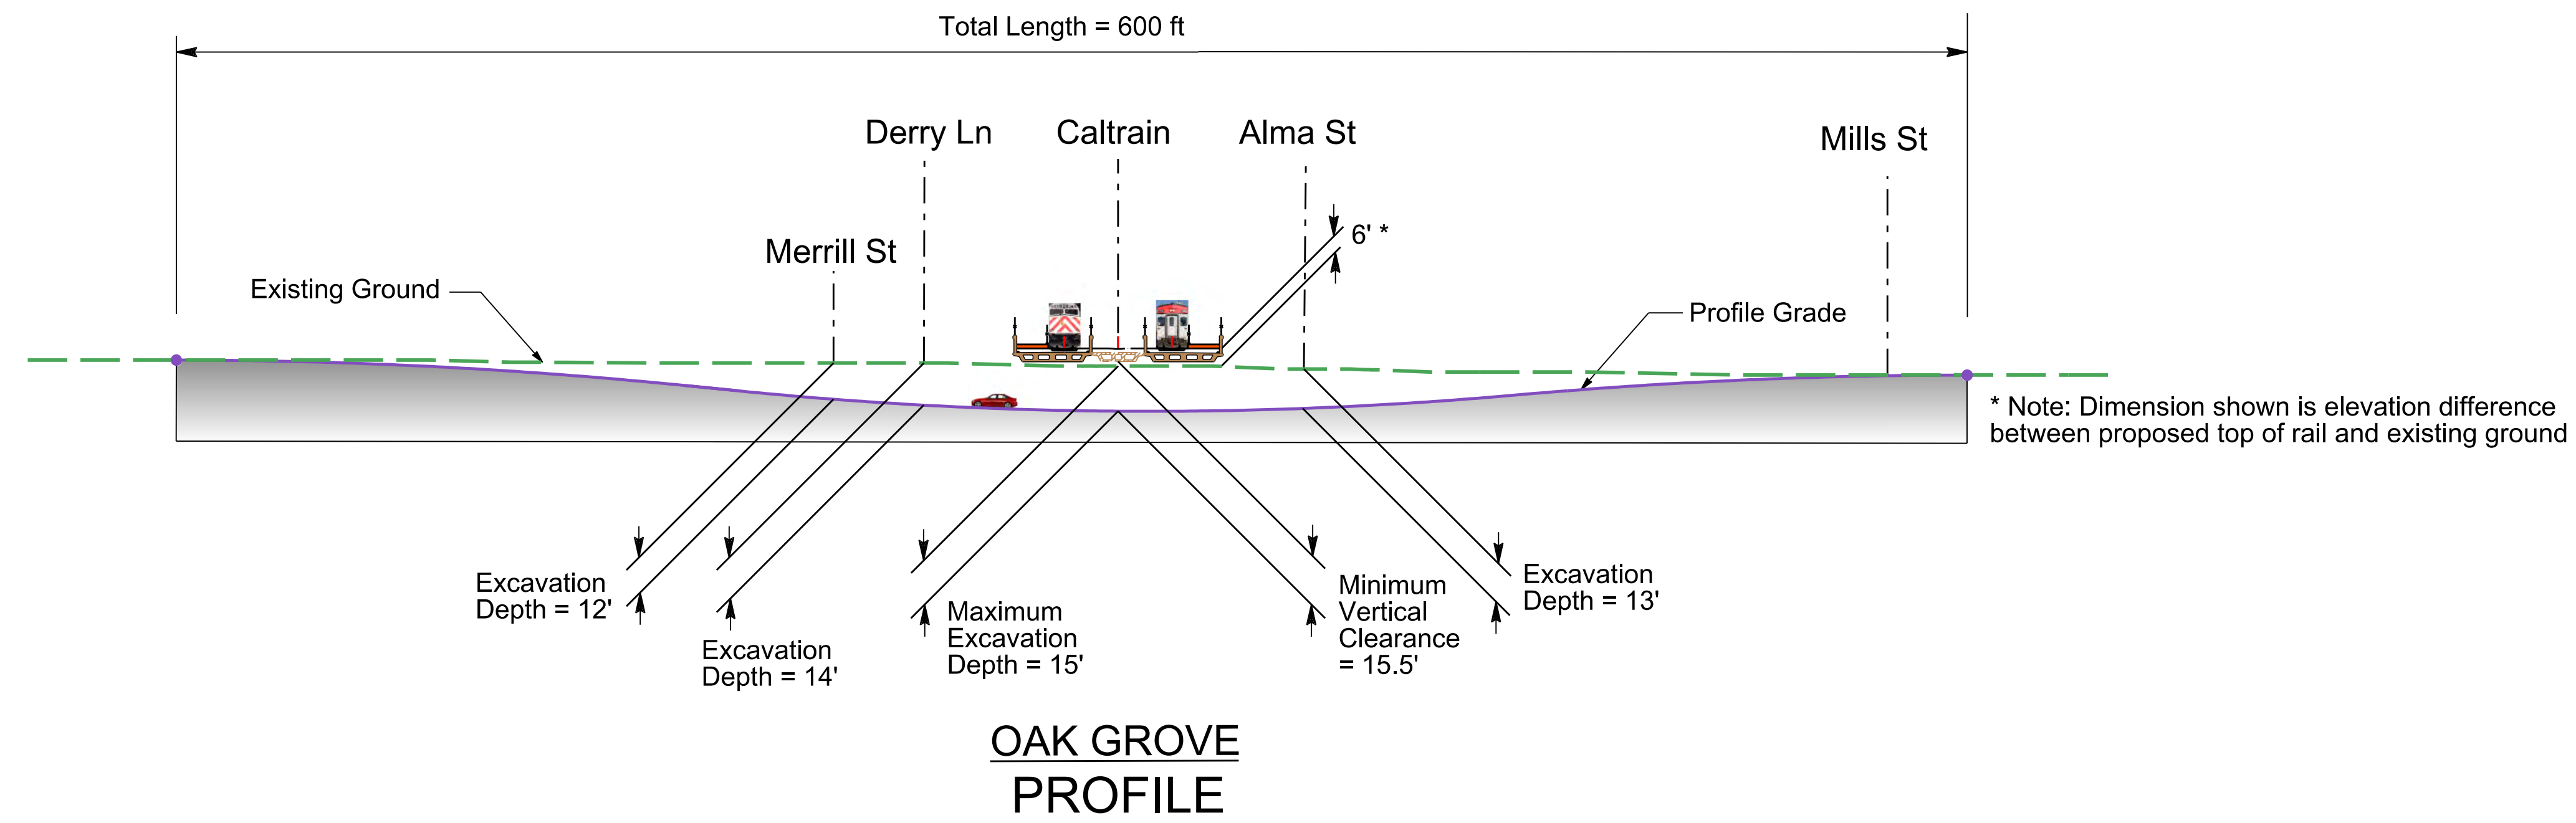 Total Length = 600 ft
Derry Ln
Caltrain
Alma St
Mills St
Merrill St
6' *
Existing Ground
Profile Grade
* Note: Dimension shown is elevation difference
between proposed top of rail and existing ground
Excavation
Depth = 12'
Excavation
Depth = 14'
Maximum
Excavation
Depth = 15'
Minimum
Vertical
Clearance
= 15.5'
Excavation
Depth = 13'
OAK GROVE
PROFILE